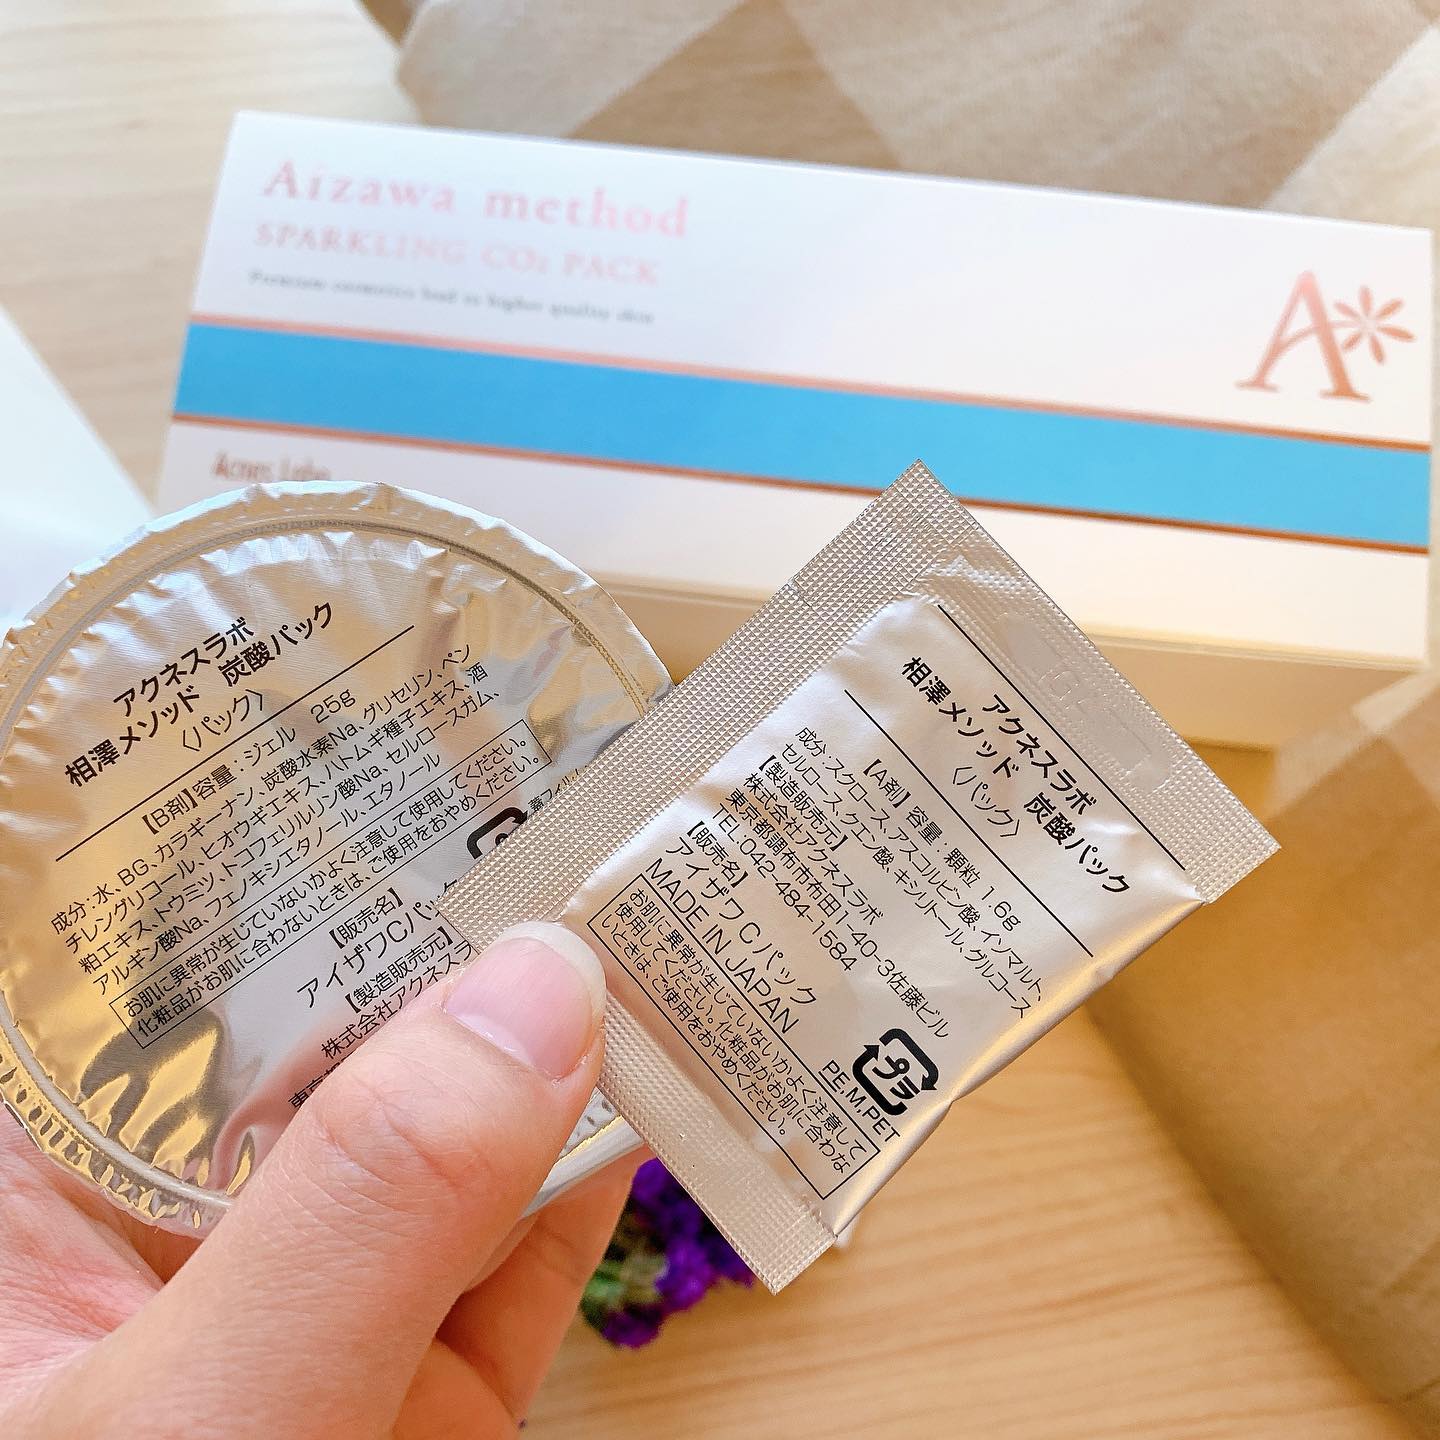 Aizawa method
SPARKLING CO₂ PACK
Premium cosmetics lead to higher quality skin
A
Acnes Labo
アクネスラボ
相澤メソッド 炭酸パック
〈パック〉
【B剤】容量:ジェル 25g
成分:水、BG、カラギーナン、炭酸水素Na、グリセリン、ペン
チレングリコール、ヒオウギエキス、ハトムギ種子エキス、酒
粕エキス、トウミツ、トコフェリルリン酸Na、セルロースガム、
アルギン酸Na、フェノキシエタノール、エタノール
お肌に異常が生じていないかよく注意して使用してください。
化粧品がお肌に合わないときは、ご使用をおやめください。
【販売名】
アイザワCパッ
【製造販売元】
株式会社アクネスラ
東京都
蓋フィル
アクネスラボ
相澤メソッド 炭酸パック
〈パック〉
【A剤】容量:顆粒 1.6g
成分:スクロース、アスコルビン酸、イソマルト、
セルロース、クエン酸、キシリトール、グルコース
【製造販売元】
株式会社アクネスラボ
東京都調布市布田1-40-3佐藤ビル
TEL:042-484-1584
【販売名】
アイザワCパック
MADE IN JAPAN
お肌に異常が生じていないかよく注意して
使用してください。化粧品がお肌に合わな
いときは、ご使用をおやめください。
プラ
PE.M.PET